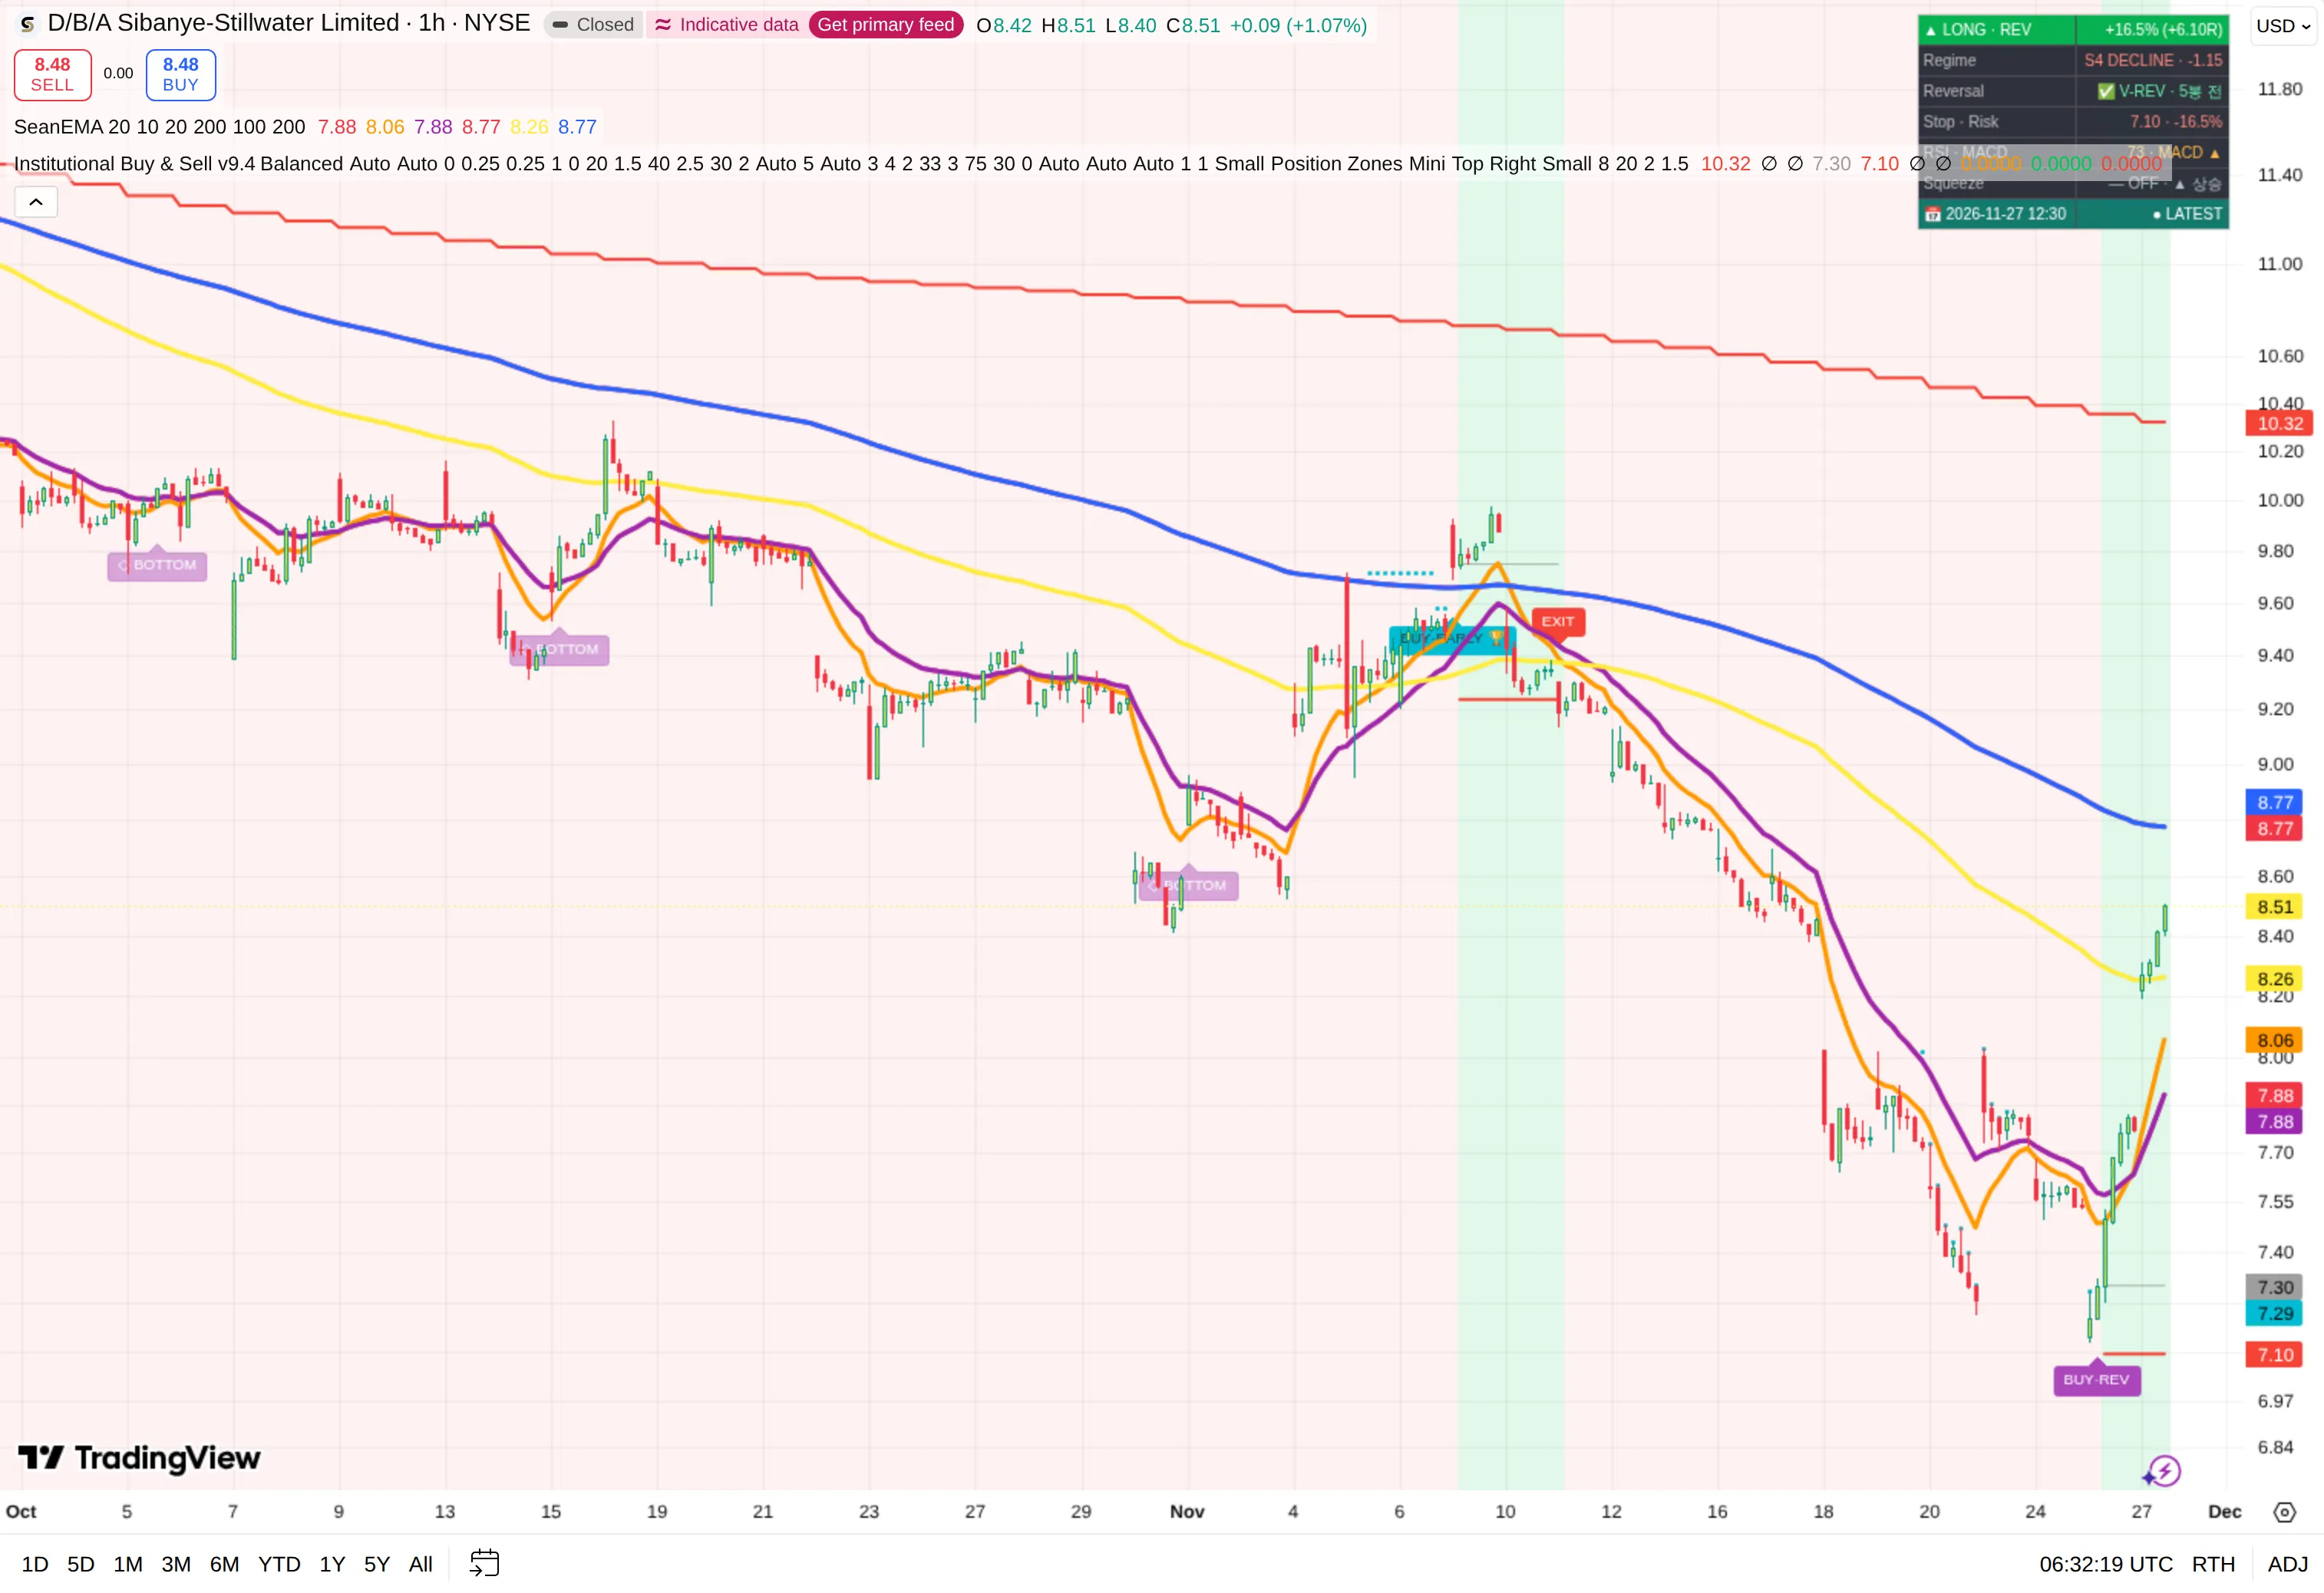 D/B/A Sibanye-Stillwater Limited · 1h · NYSE Closed Indicative data Get primary feed O8.42 H8.51 L8.40 C8.51 +0.09 (+1.07%)
8.48 SELL 0.00 8.48 BUY
SeanEMA 20 10 20 200 100 200 7.88 8.06 7.88 8.77 8.26 8.77
Institutional Buy & Sell v9.4 Balanced Auto Auto 0 0.25 0.25 1 0 20 1.5 40 2.5 30 2 Auto 5 Auto 3 4 2 33 3 75 30 0 Auto Auto Auto 1 1 Small Position Zones Mini Top Right Small 8 20 2 1.5 10.32 ∅ ∅ 7.30 7.10 ∅ ∅ 0.0000 0.0000 0.0000
▲ LONG · REV +16.5% (+6.10R)
Regime S4 DECLINE · -1.15
Reversal ✅ V-REV · 5봉 전
Stop · Risk 7.10 · -16.5%
RSI · MACD 73 · MACD ▲
Squeeze — OFF · ▲ 상승
📅 2026-11-27 12:30 ● LATEST
USD
11.80
11.40
11.00
10.60
10.40
10.32
10.20
10.00
9.80
9.60
9.40
9.20
9.00
8.77
8.77
8.60
8.51
8.40
8.26
8.20
8.06
8.00
7.88
7.88
7.70
7.55
7.40
7.30
7.29
7.10
6.97
6.84
◇ BOTTOM
BOTTOM
◇ BOTTOM
BUY-EARLY 🏆
EXIT
BUY-REV
TradingView
Oct 5 7 9 13 15 19 21 23 27 29 Nov 4 6 10 12 16 18 20 24 27 Dec
1D 5D 1M 3M 6M YTD 1Y 5Y All 06:32:19 UTC RTH ADJ